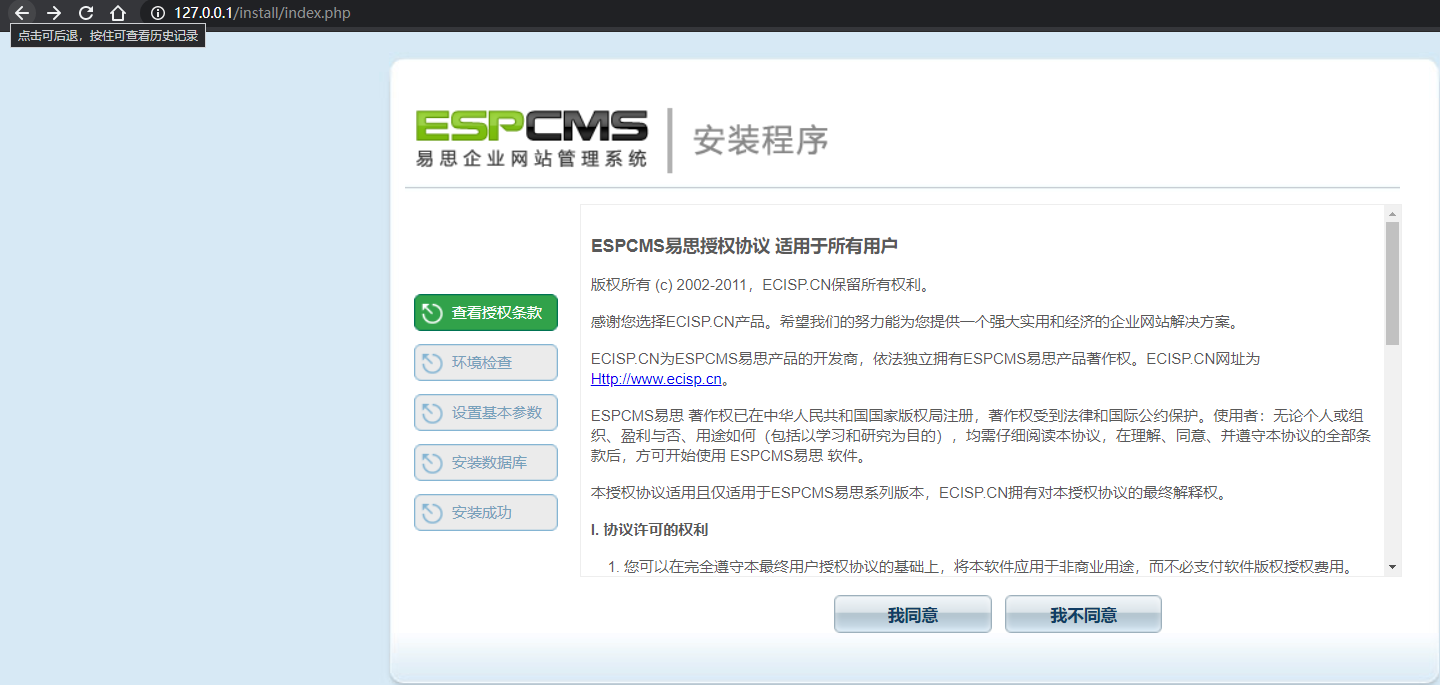 127.0.0.1/install/index.php
点击可后退，按住可查看历史记录
ESPCMS
易思企业网站管理系统
安装程序
查看授权条款
环境检查
设置基本参数
安装数据库
安装成功
ESPCMS易思授权协议 适用于所有用户
版权所有 (c) 2002-2011，ECISP.CN保留所有权利。
感谢您选择ECISP.CN产品。希望我们的努力能为您提供一个强大实用和经济的企业网站解决方案。
ECISP.CN为ESPCMS易思产品的开发商，依法独立拥有ESPCMS易思产品著作权。ECISP.CN网址为
Http://www.ecisp.cn。
ESPCMS易思 著作权已在中华人民共和国国家版权局注册，著作权受到法律和国际公约保护。使用者：无论个人或组
织、盈利与否、用途如何（包括以学习和研究为目的），均需仔细阅读本协议，在理解、同意、并遵守本协议的全部条
款后，方可开始使用 ESPCMS易思 软件。
本授权协议适用且仅适用于ESPCMS易思系列版本，ECISP.CN拥有对本授权协议的最终解释权。
I. 协议许可的权利
1. 您可以在完全遵守本最终用户授权协议的基础上，将本软件应用于非商业用途，而不必支付软件版权授权费用。
我同意
我不同意